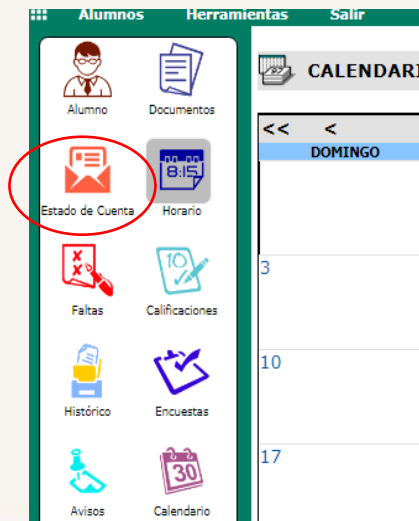 Alumnos Herramientas Salir
Alumno Documentos
CALENDARI
<< <
DOMINGO
8:15
Estado de Cuenta Horario
3
10
Faltas Calificaciones
10
Histórico Encuestas
17
30
Avisos Calendario